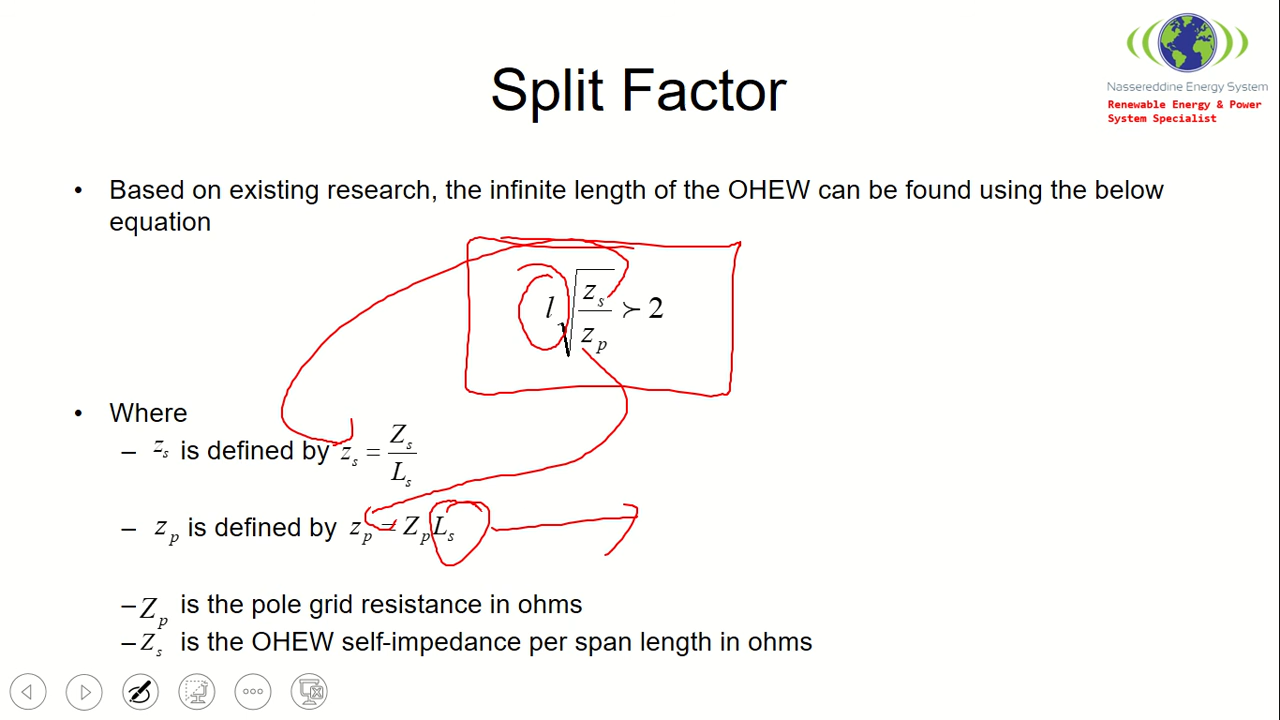 Nassereddine Energy System
Renewable Energy & Power
System Specialist
Split Factor
• Based on existing research, the infinite length of the OHEW can be found using the below
equation
l√(z_s/z_p) ≻ 2
• Where
– z_s is defined by z_s = Z_s/L_s
– z_p is defined by z_p = Z_p L_s
– Z_p is the pole grid resistance in ohms
– Z_s is the OHEW self-impedance per span length in ohms